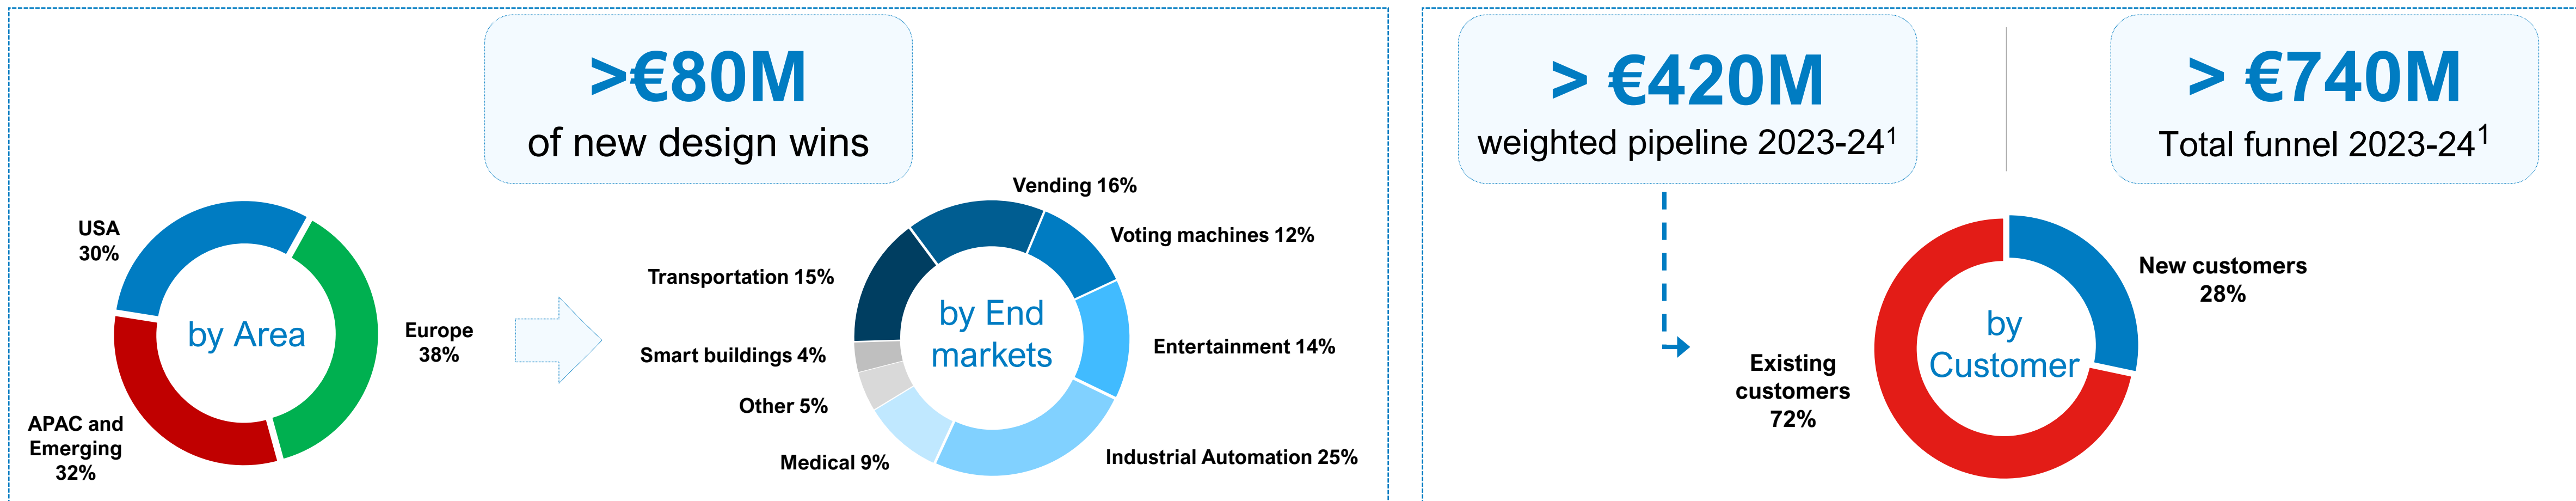 >€80M
of new design wins
USA
30%
Europe
38%
APAC and
Emerging
32%
by Area
Vending 16%
Voting machines 12%
Transportation 15%
Entertainment 14%
Smart buildings 4%
Other 5%
Medical 9%
Industrial Automation 25%
by End
markets
> €420M
weighted pipeline 2023-24¹
> €740M
Total funnel 2023-24¹
New customers
28%
Existing
customers
72%
by
Customer